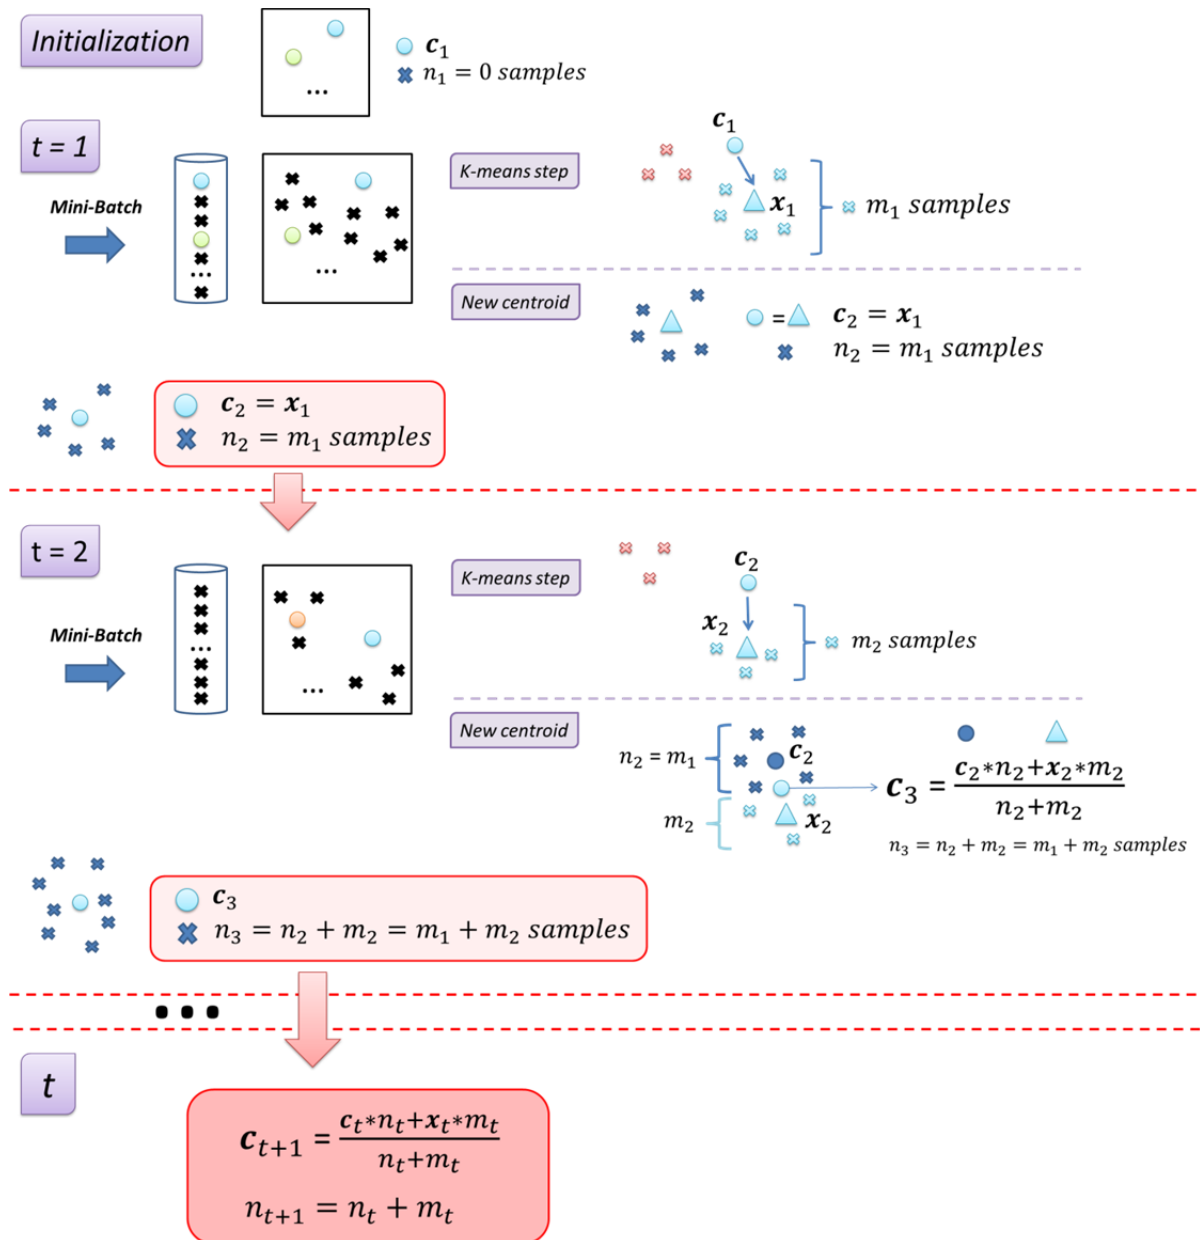 Initialization
𝒄₁
n₁ = 0 samples
...
t = 1
Mini-Batch
...
...
K-means step
𝒄₁
𝒙₁
m₁ samples
New centroid
= 𝒄₂ = 𝒙₁
n₂ = m₁ samples
𝒄₂ = 𝒙₁
n₂ = m₁ samples
t = 2
Mini-Batch
...
...
K-means step
𝒄₂
𝒙₂
m₂ samples
New centroid
n₂ = m₁
𝒄₂
m₂
𝒙₂
𝒄₃ = (𝒄₂*n₂+𝒙₂*m₂)/(n₂+m₂)
n₃ = n₂ + m₂ = m₁ + m₂ samples
𝒄₃
n₃ = n₂ + m₂ = m₁ + m₂ samples
...
t
𝒄ₜ₊₁ = (𝒄ₜ*nₜ+𝒙ₜ*mₜ)/(nₜ+mₜ)
nₜ₊₁ = nₜ + mₜ